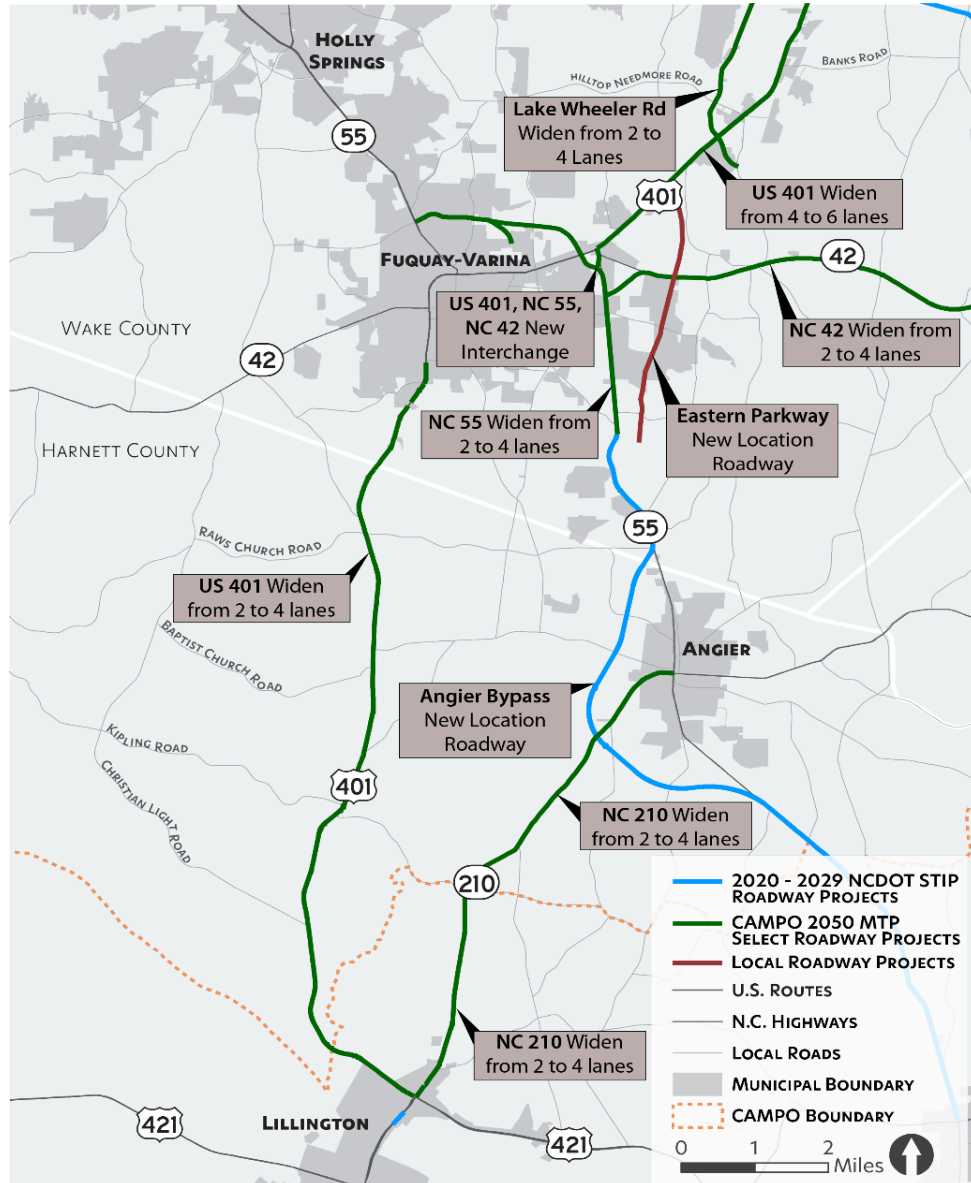 HOLLY
SPRINGS
BANKS ROAD
HILLTOP NEEDMORE ROAD
Lake Wheeler Rd
Widen from 2 to
4 Lanes
55
401
US 401 Widen
from 4 to 6 lanes
FUQUAY-VARINA
42
US 401, NC 55,
NC 42 New
Interchange
WAKE COUNTY
NC 42 Widen from
2 to 4 lanes
42
NC 55 Widen from
2 to 4 lanes
Eastern Parkway
New Location
Roadway
HARNETT COUNTY
55
RAWS CHURCH ROAD
US 401 Widen
from 2 to 4 lanes
BAPTIST CHURCH ROAD
ANGIER
Angier Bypass
New Location
Roadway
KIPLING ROAD
CHRISTIAN LIGHT ROAD
401
NC 210 Widen
from 2 to 4 lanes
210
2020 - 2029 NCDOT STIP
ROADWAY PROJECTS
CAMPO 2050 MTP
SELECT ROADWAY PROJECTS
LOCAL ROADWAY PROJECTS
U.S. ROUTES
N.C. HIGHWAYS
LOCAL ROADS
MUNICIPAL BOUNDARY
CAMPO BOUNDARY
NC 210 Widen
from 2 to 4 lanes
LILLINGTON
421
421
0 1 2
Miles